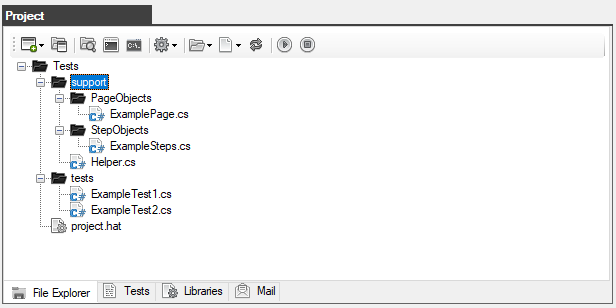 Project
Tests
support
PageObjects
ExamplePage.cs
StepObjects
ExampleSteps.cs
Helper.cs
tests
ExampleTest1.cs
ExampleTest2.cs
project.hat
File Explorer Tests Libraries Mail